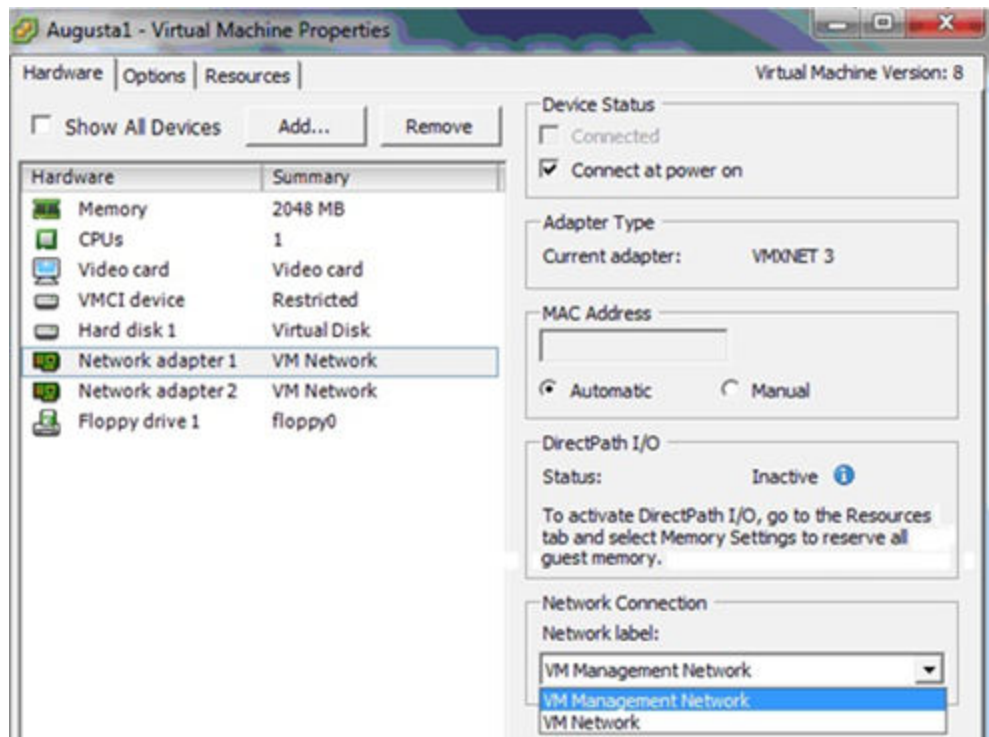 Augusta1 - Virtual Machine Properties
Hardware Options Resources Virtual Machine Version: 8
Show All Devices Add... Remove
Hardware Summary
Memory 2048 MB
CPUs 1
Video card Video card
VMCI device Restricted
Hard disk 1 Virtual Disk
Network adapter 1 VM Network
Network adapter 2 VM Network
Floppy drive 1 floppy0
Device Status
Connected
Connect at power on
Adapter Type
Current adapter: VMXNET 3
MAC Address
Automatic Manual
DirectPath I/O
Status: Inactive
To activate DirectPath I/O, go to the Resources
tab and select Memory Settings to reserve all
guest memory.
Network Connection
Network label:
VM Management Network
VM Management Network
VM Network